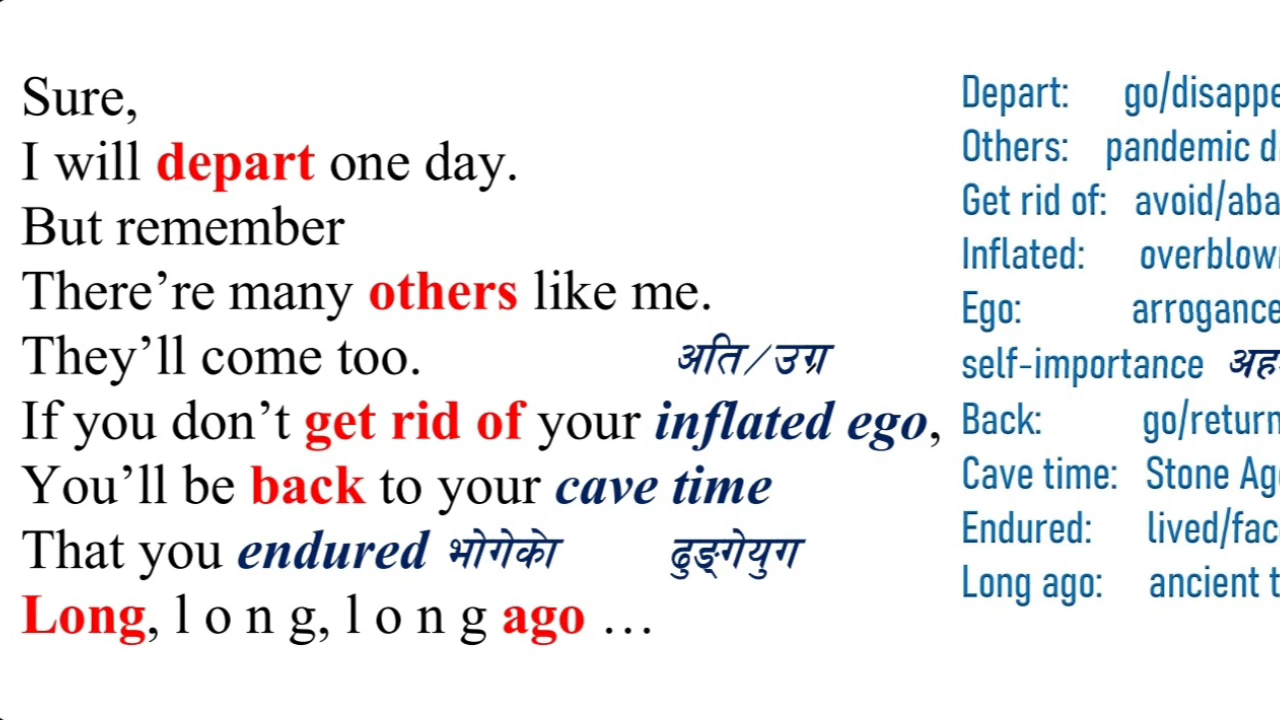 Sure,
I will depart one day.
But remember
There’re many others like me.
They’ll come too. अति/उग्र
If you don’t get rid of your inflated ego,
You’ll be back to your cave time
That you endured भोगेको ढुङ्गेयुग
Long, l o n g, l o n g ago …
Depart: go/disappe
Others: pandemic d
Get rid of: avoid/aba
Inflated: overblown
Ego: arrogance
self-importance अह
Back: go/return
Cave time: Stone Age
Endured: lived/fac
Long ago: ancient t